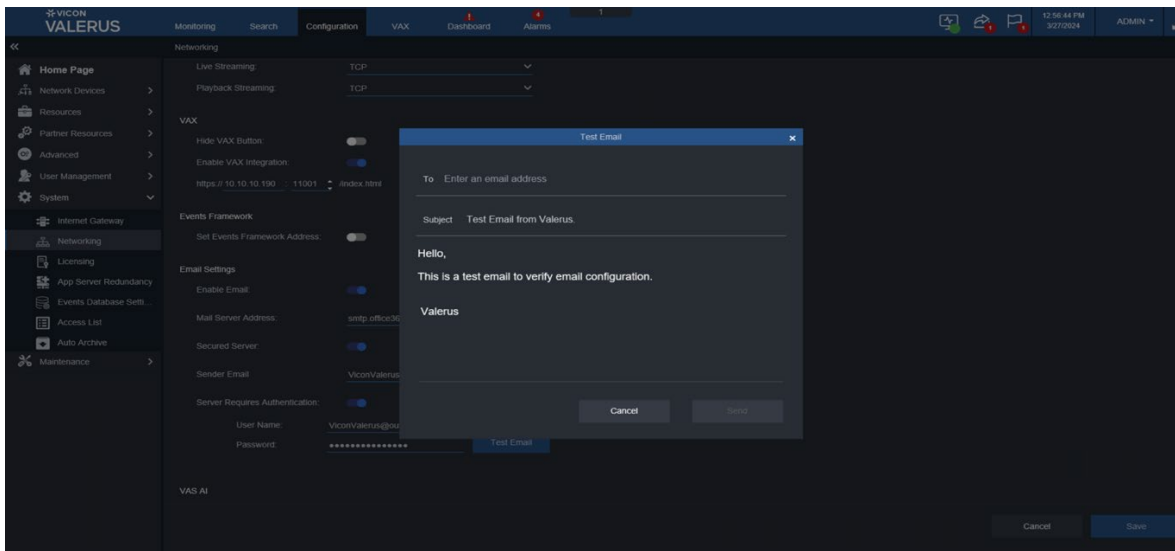 VICON
VALERUS
Monitoring Search Configuration VAX Dashboard Alarms
!
4
1
12:56:44 PM
3/27/2024
ADMIN
Networking
Home Page
Network Devices
Resources
Partner Resources
Advanced
User Management
System
Internet Gateway
Networking
Licensing
App Server Redundancy
Events Database Setti...
Access List
Auto Archive
Maintenance
Live Streaming: TCP
Playback Streaming: TCP
VAX
Hide VAX Button:
Enable VAX Integration:
https:// 10.10.10.190 : 11001 /index.html
Events Framework
Set Events Framework Address:
Email Settings
Enable Email:
Mail Server Address: smtp.office36
Secured Server:
Sender Email ViconValerus
Server Requires Authentication:
User Name: ViconValerus@ou
Password: ***************
Test Email
VAS AI
Test Email
To Enter an email address
Subject Test Email from Valerus.
Hello,
This is a test email to verify email configuration.
Valerus
Cancel Send
Cancel Save